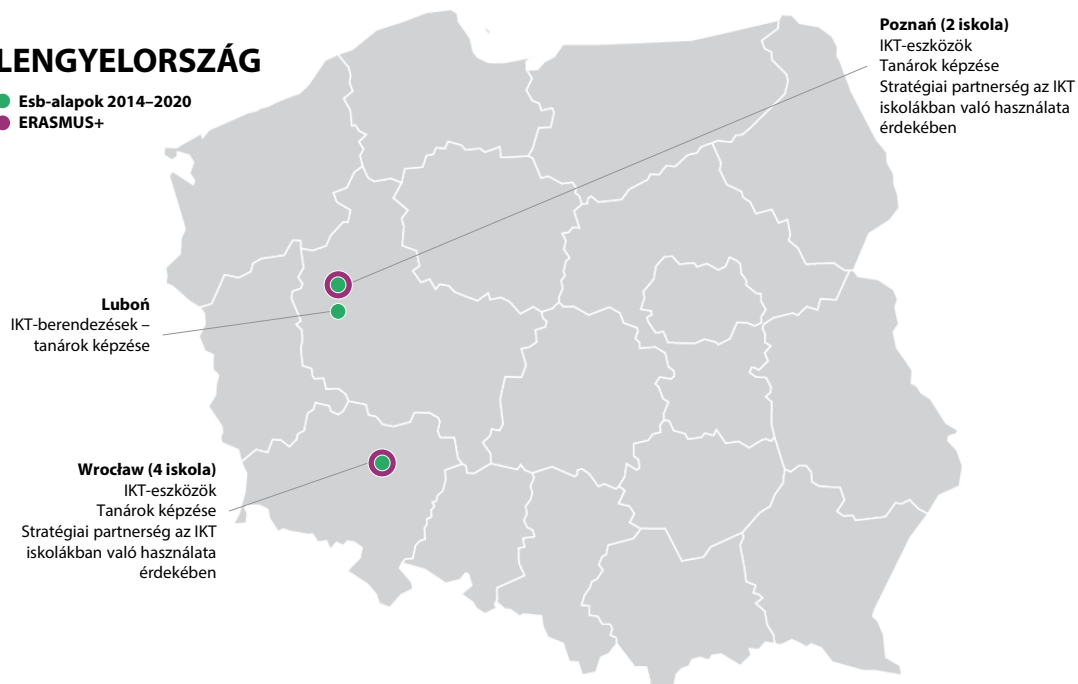 LENGYELORSZÁG
Esb-alapok 2014–2020
ERASMUS+
Poznań (2 iskola)
IKT-eszközök
Tanárok képzése
Stratégiai partnerség az IKT
iskolákban való használata
érdekében
Luboń
IKT-berendezések –
tanárok képzése
Wrocław (4 iskola)
IKT-eszközök
Tanárok képzése
Stratégiai partnerség az IKT
iskolákban való használata
érdekében